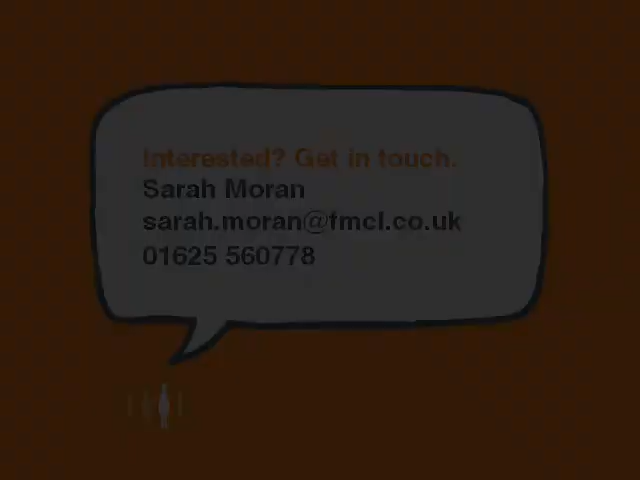 Interested? Get in touch.
Sarah Moran
sarah.moran@fmcl.co.uk
01625 560778